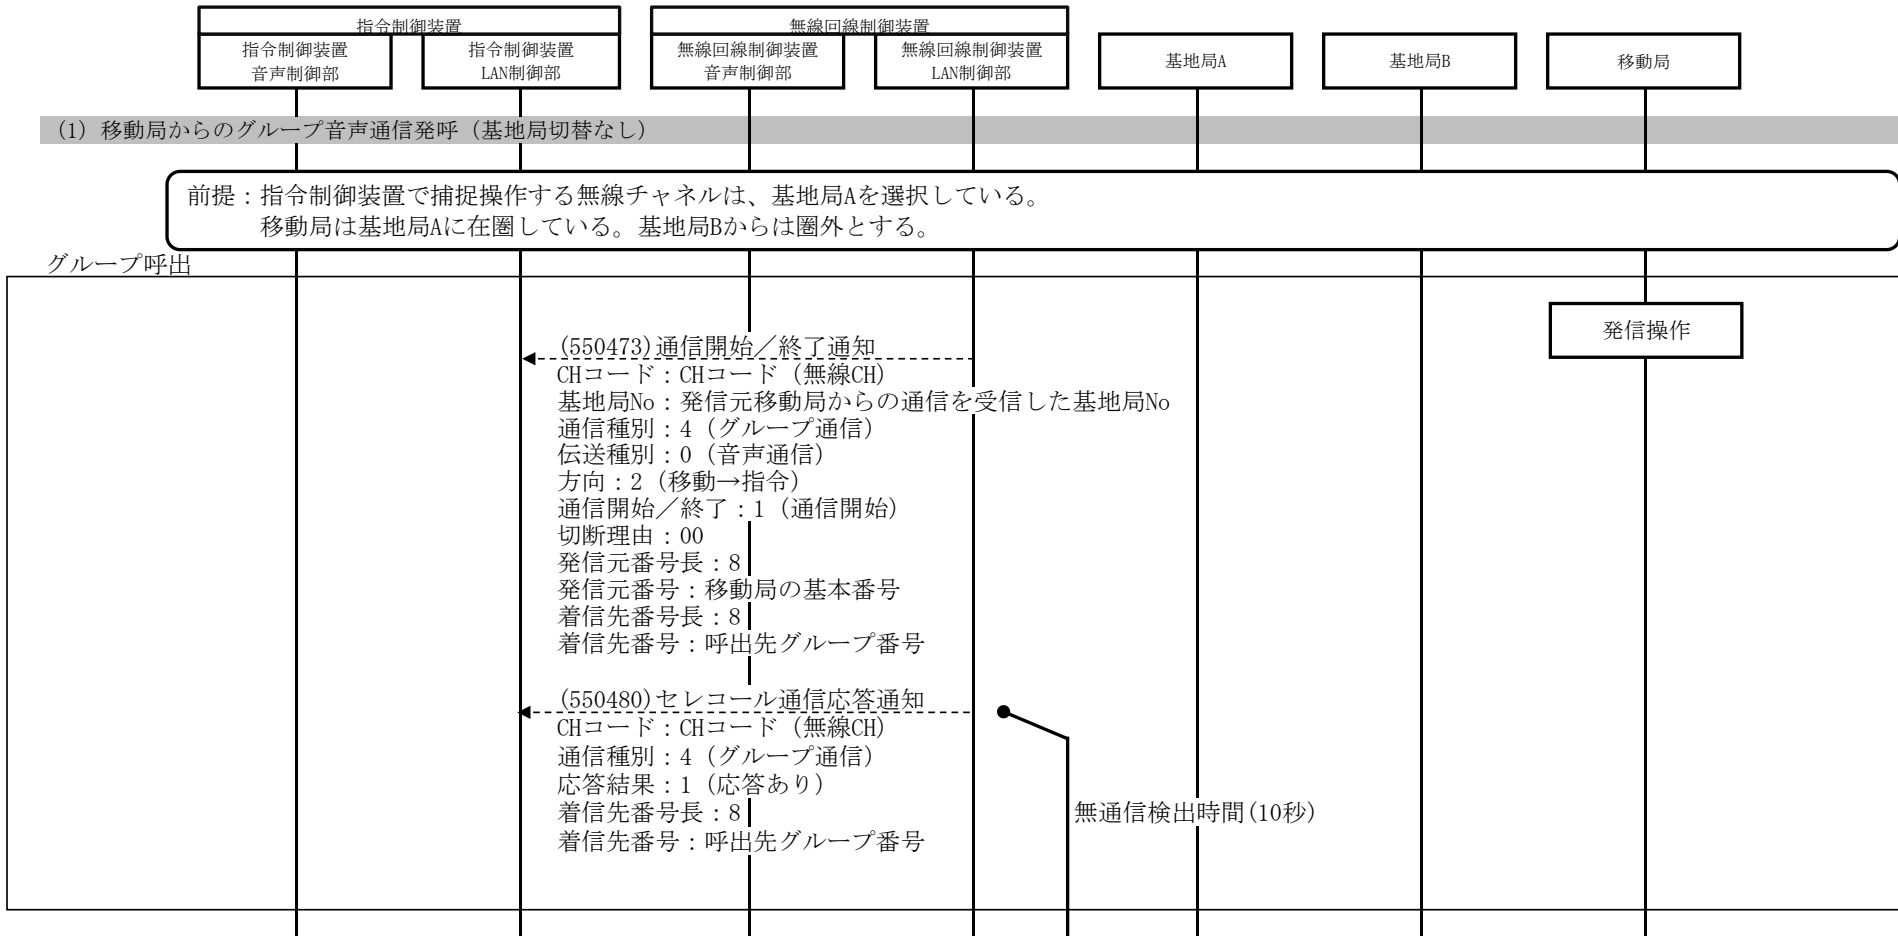 指令制御装置
無線回線制御装置
指令制御装置
音声制御部
指令制御装置
LAN制御部
無線回線制御装置
音声制御部
無線回線制御装置
LAN制御部
基地局A
基地局B
移動局
(1) 移動局からのグループ音声通信発呼（基地局切替なし）
前提：指令制御装置で捕捉操作する無線チャネルは、基地局Aを選択している。
移動局は基地局Aに在圏している。基地局Bからは圏外とする。
グループ呼出
発信操作
(550473)通信開始／終了通知
CHコード：CHコード（無線CH）
基地局No：発信元移動局からの通信を受信した基地局No
通信種別：4（グループ通信）
伝送種別：0（音声通信）
方向：2（移動→指令）
通信開始／終了：1（通信開始）
切断理由：00
発信元番号長：8
発信元番号：移動局の基本番号
着信先番号長：8
着信先番号：呼出先グループ番号
(550480)セレコール通信応答通知
CHコード：CHコード（無線CH）
通信種別：4（グループ通信）
応答結果：1（応答あり）
着信先番号長：8
着信先番号：呼出先グループ番号
無通信検出時間(10秒)